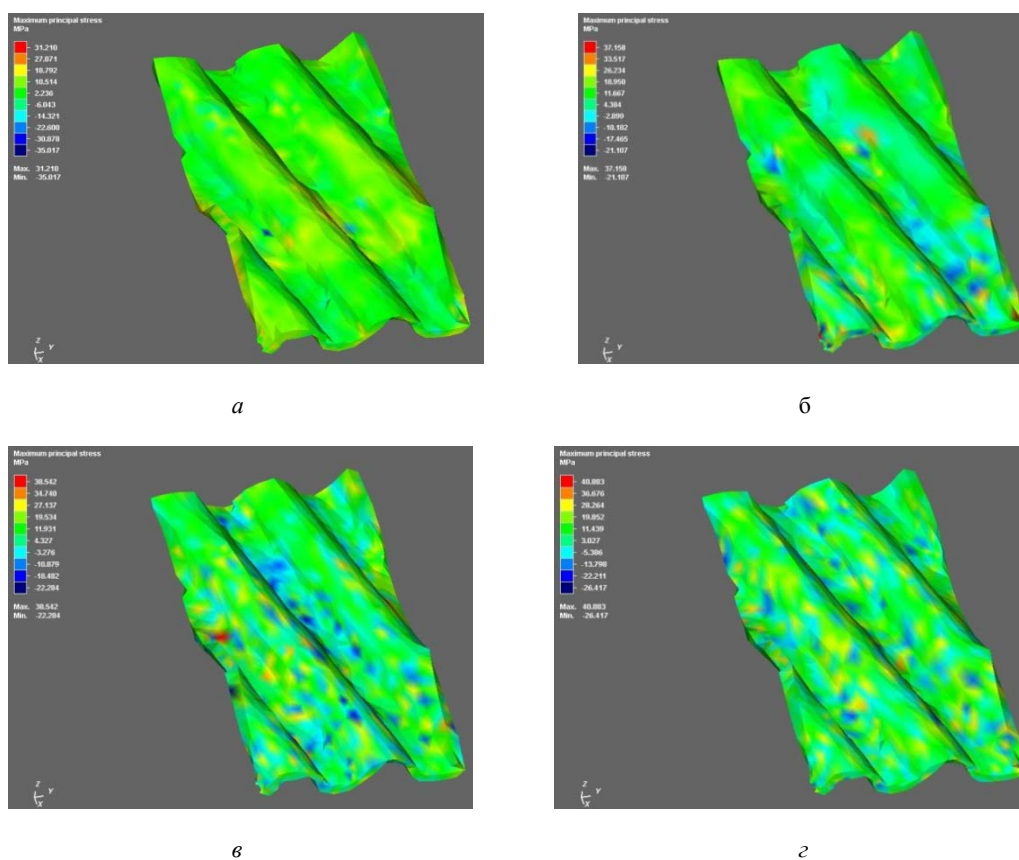 Maximum principal stress
MPa
31.210
27.071
18.792
10.514
2.236
-6.043
-14.321
-22.600
-30.878
-35.017
Max. 31.210
Min. -35.017
Z
Y
X
а
Maximum principal stress
MPa
37.158
33.517
26.234
18.950
11.667
4.384
-2.899
-10.182
-17.465
-21.107
Max. 37.158
Min. -21.107
Z
Y
X
б
Maximum principal stress
MPa
38.542
34.740
27.137
19.534
11.931
4.327
-3.276
-10.879
-18.482
-22.284
Max. 38.542
Min. -22.284
Z
Y
X
в
Maximum principal stress
MPa
40.883
36.676
28.264
19.852
11.439
3.027
-5.386
-13.798
-22.211
-26.417
Max. 40.883
Min. -26.417
Z
Y
X
г